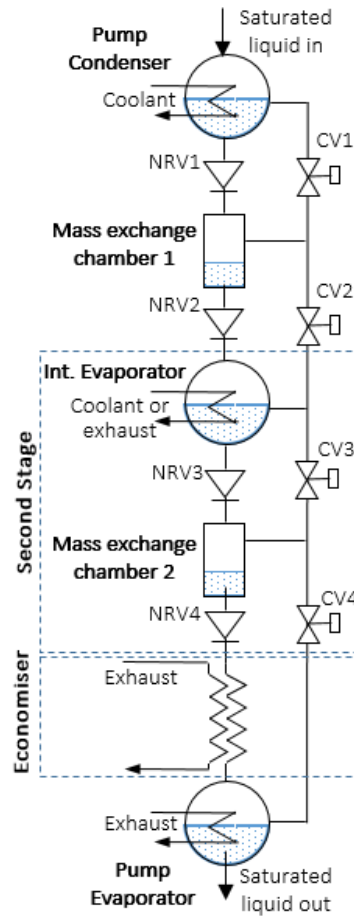 Saturated
liquid in
Pump
Condenser
Coolant
CV1
NRV1
Mass exchange
chamber 1
CV2
NRV2
Int. Evaporator
Coolant or
exhaust
CV3
NRV3
Second Stage
Mass exchange
chamber 2
CV4
NRV4
Economiser
Exhaust
Exhaust
Pump
Evaporator
Saturated
liquid out